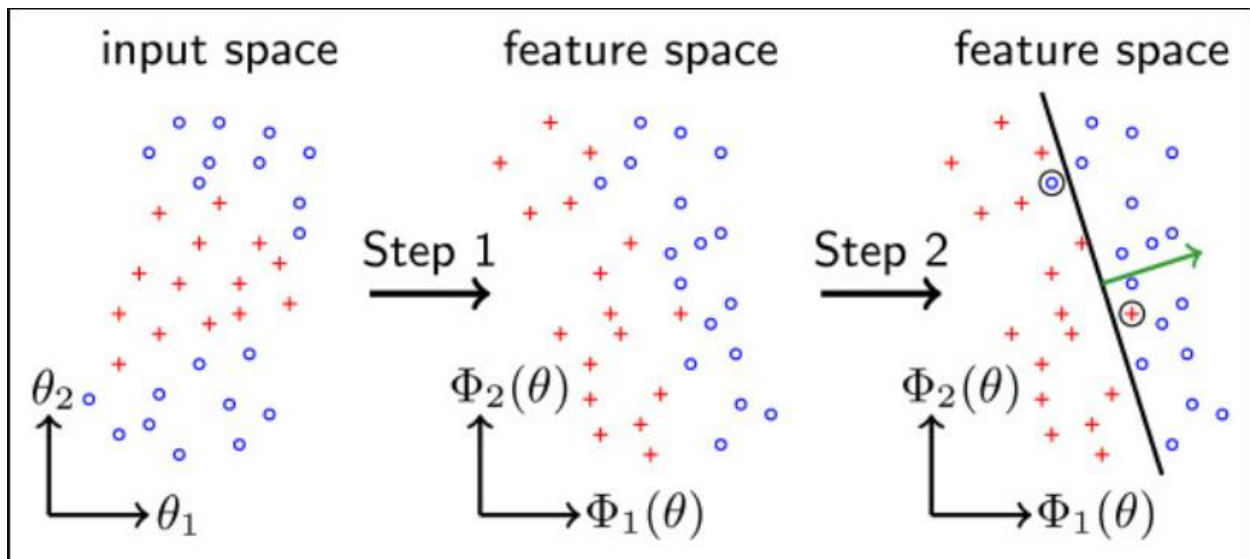 input space
feature space
feature space
Step 1
Step 2
θ₂
Φ₂(θ)
Φ₂(θ)
θ₁
Φ₁(θ)
Φ₁(θ)